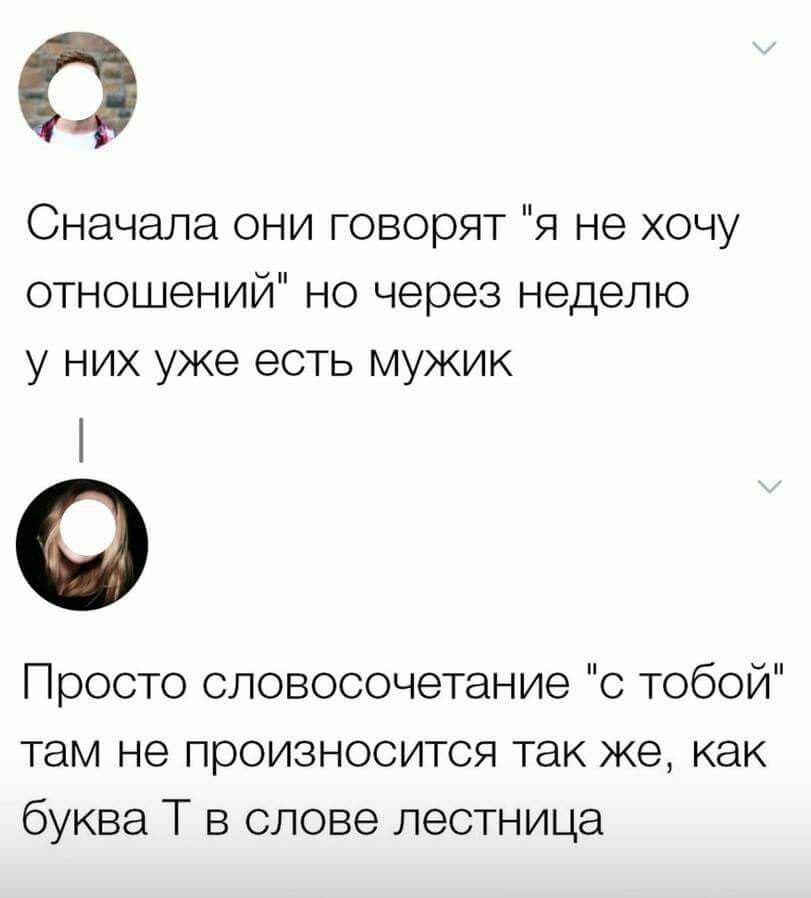 Сначала они говорят "я не хочу
отношений" но через неделю
у них уже есть мужик
Просто словосочетание "с тобой"
там не произносится так же, как
буква Т в слове лестница